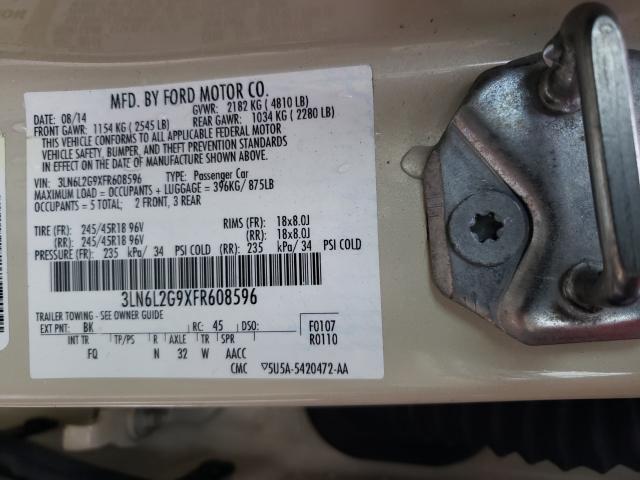 MFD. BY FORD MOTOR CO.
DATE: 08/14 GVWR: 2182 KG ( 4810 LB)
FRONT GAWR: 1154 KG ( 2545 LB) REAR GAWR: 1034 KG ( 2280 LB)
THIS VEHICLE CONFORMS TO ALL APPLICABLE FEDERAL MOTOR
VEHICLE SAFETY, BUMPER, AND THEFT PREVENTION STANDARDS
IN EFFECT ON THE DATE OF MANUFACTURE SHOWN ABOVE.
VIN: 3LN6L2G9XFR608596 TYPE: Passenger Car
MAXIMUM LOAD = OCCUPANTS + LUGGAGE = 396KG/ 875LB
OCCUPANTS = 5 TOTAL; 2 FRONT, 3 REAR
TIRE (FR): 245/45R18 96V RIMS (FR): 18x8.0J
(RR): 245/45R18 96V (RR): 18x8.0J
PRESSURE (FR): 235 kPa/ 34 PSI COLD (RR): 235 kPa/ 34 PSI COLD
3LN6L2G9XFR608596
TRAILER TOWING - SEE OWNER GUIDE
EXT PNT: BK RC: 45 DSO: F0107
INT TR TP/PS R AXLE TR SPR R0110
FQ N 32 W AACC
CMC ▽5U5A-5420472-AA